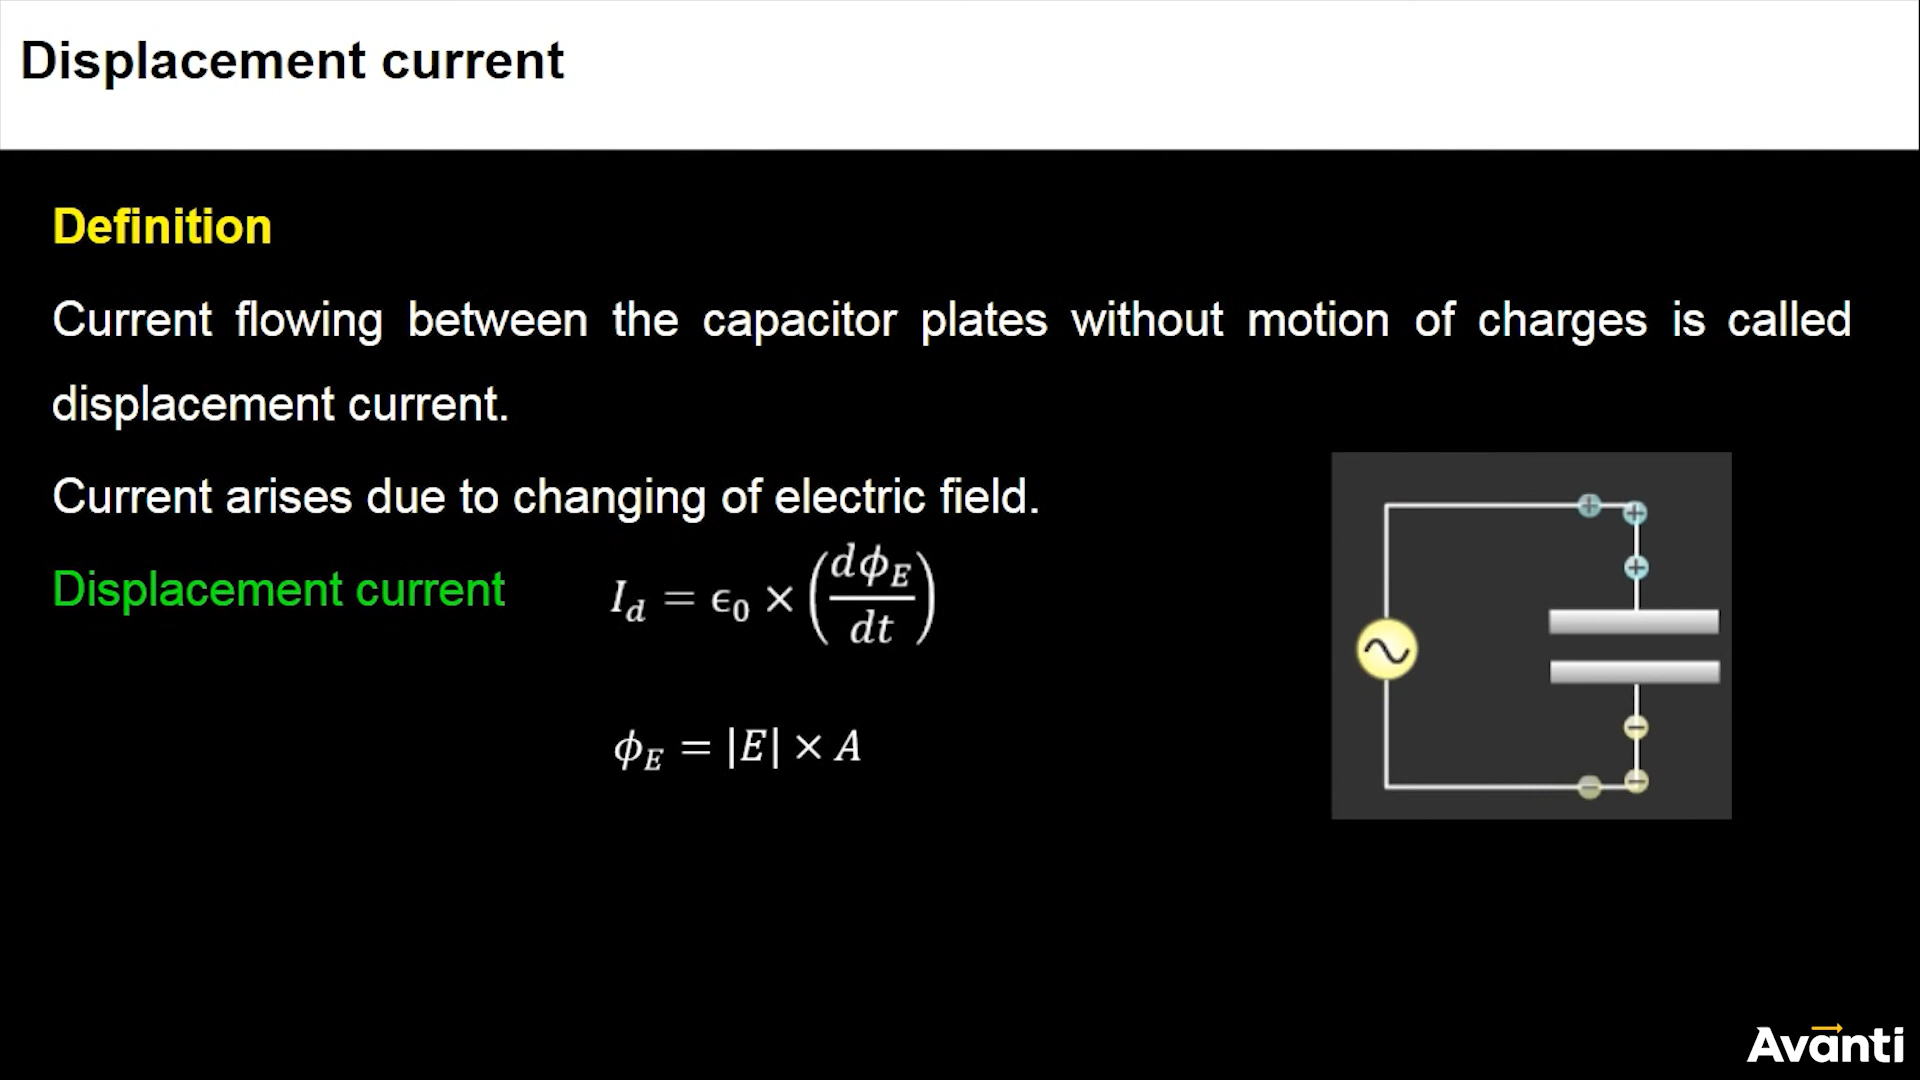 Displacement current
Definition
Current flowing between the capacitor plates without motion of charges is called
displacement current.
Current arises due to changing of electric field.
Displacement current I_d = ϵ_0 × (dϕ_E/dt)
ϕ_E = |E| × A
Avanti